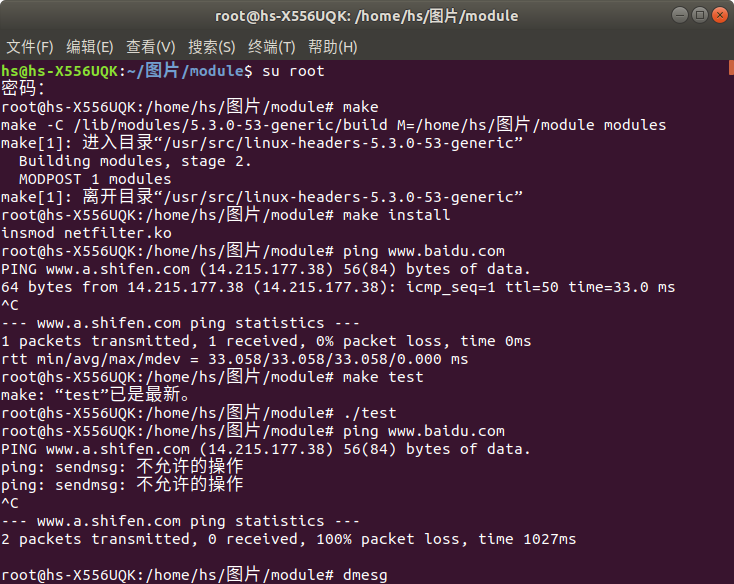 root@hs-X556UQK: /home/hs/图片/module
文件(F) 编辑(E) 查看(V) 搜索(S) 终端(T) 帮助(H)
hs@hs-X556UQK:~/图片/module$ su root
密码：
root@hs-X556UQK:/home/hs/图片/module# make
make -C /lib/modules/5.3.0-53-generic/build M=/home/hs/图片/module modules
make[1]: 进入目录“/usr/src/linux-headers-5.3.0-53-generic”
  Building modules, stage 2.
  MODPOST 1 modules
make[1]: 离开目录“/usr/src/linux-headers-5.3.0-53-generic”
root@hs-X556UQK:/home/hs/图片/module# make install
insmod netfilter.ko
root@hs-X556UQK:/home/hs/图片/module# ping www.baidu.com
PING www.a.shifen.com (14.215.177.38) 56(84) bytes of data.
64 bytes from 14.215.177.38 (14.215.177.38): icmp_seq=1 ttl=50 time=33.0 ms
^C
--- www.a.shifen.com ping statistics ---
1 packets transmitted, 1 received, 0% packet loss, time 0ms
rtt min/avg/max/mdev = 33.058/33.058/33.058/0.000 ms
root@hs-X556UQK:/home/hs/图片/module# make test
make: “test”已是最新。
root@hs-X556UQK:/home/hs/图片/module# ./test
root@hs-X556UQK:/home/hs/图片/module# ping www.baidu.com
PING www.a.shifen.com (14.215.177.38) 56(84) bytes of data.
ping: sendmsg: 不允许的操作
ping: sendmsg: 不允许的操作
^C
--- www.a.shifen.com ping statistics ---
2 packets transmitted, 0 received, 100% packet loss, time 1027ms
root@hs-X556UQK:/home/hs/图片/module# dmesg